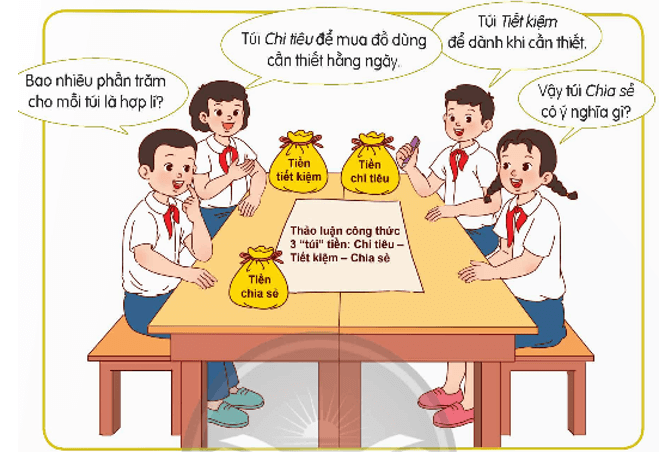 Bao nhiêu phần trăm
cho mỗi túi là hợp lí?
Túi Chi tiêu để mua đồ dùng
cần thiết hằng ngày.
Túi Tiết kiệm
để dành khi cần thiết.
Vậy túi Chia sẻ
có ý nghĩa gì?
Tiền
tiết kiệm
Tiền
chi tiêu
Tiền
chia sẻ
Thảo luận công thức
3 “túi” tiền: Chi tiêu –
Tiết kiệm – Chia sẻ